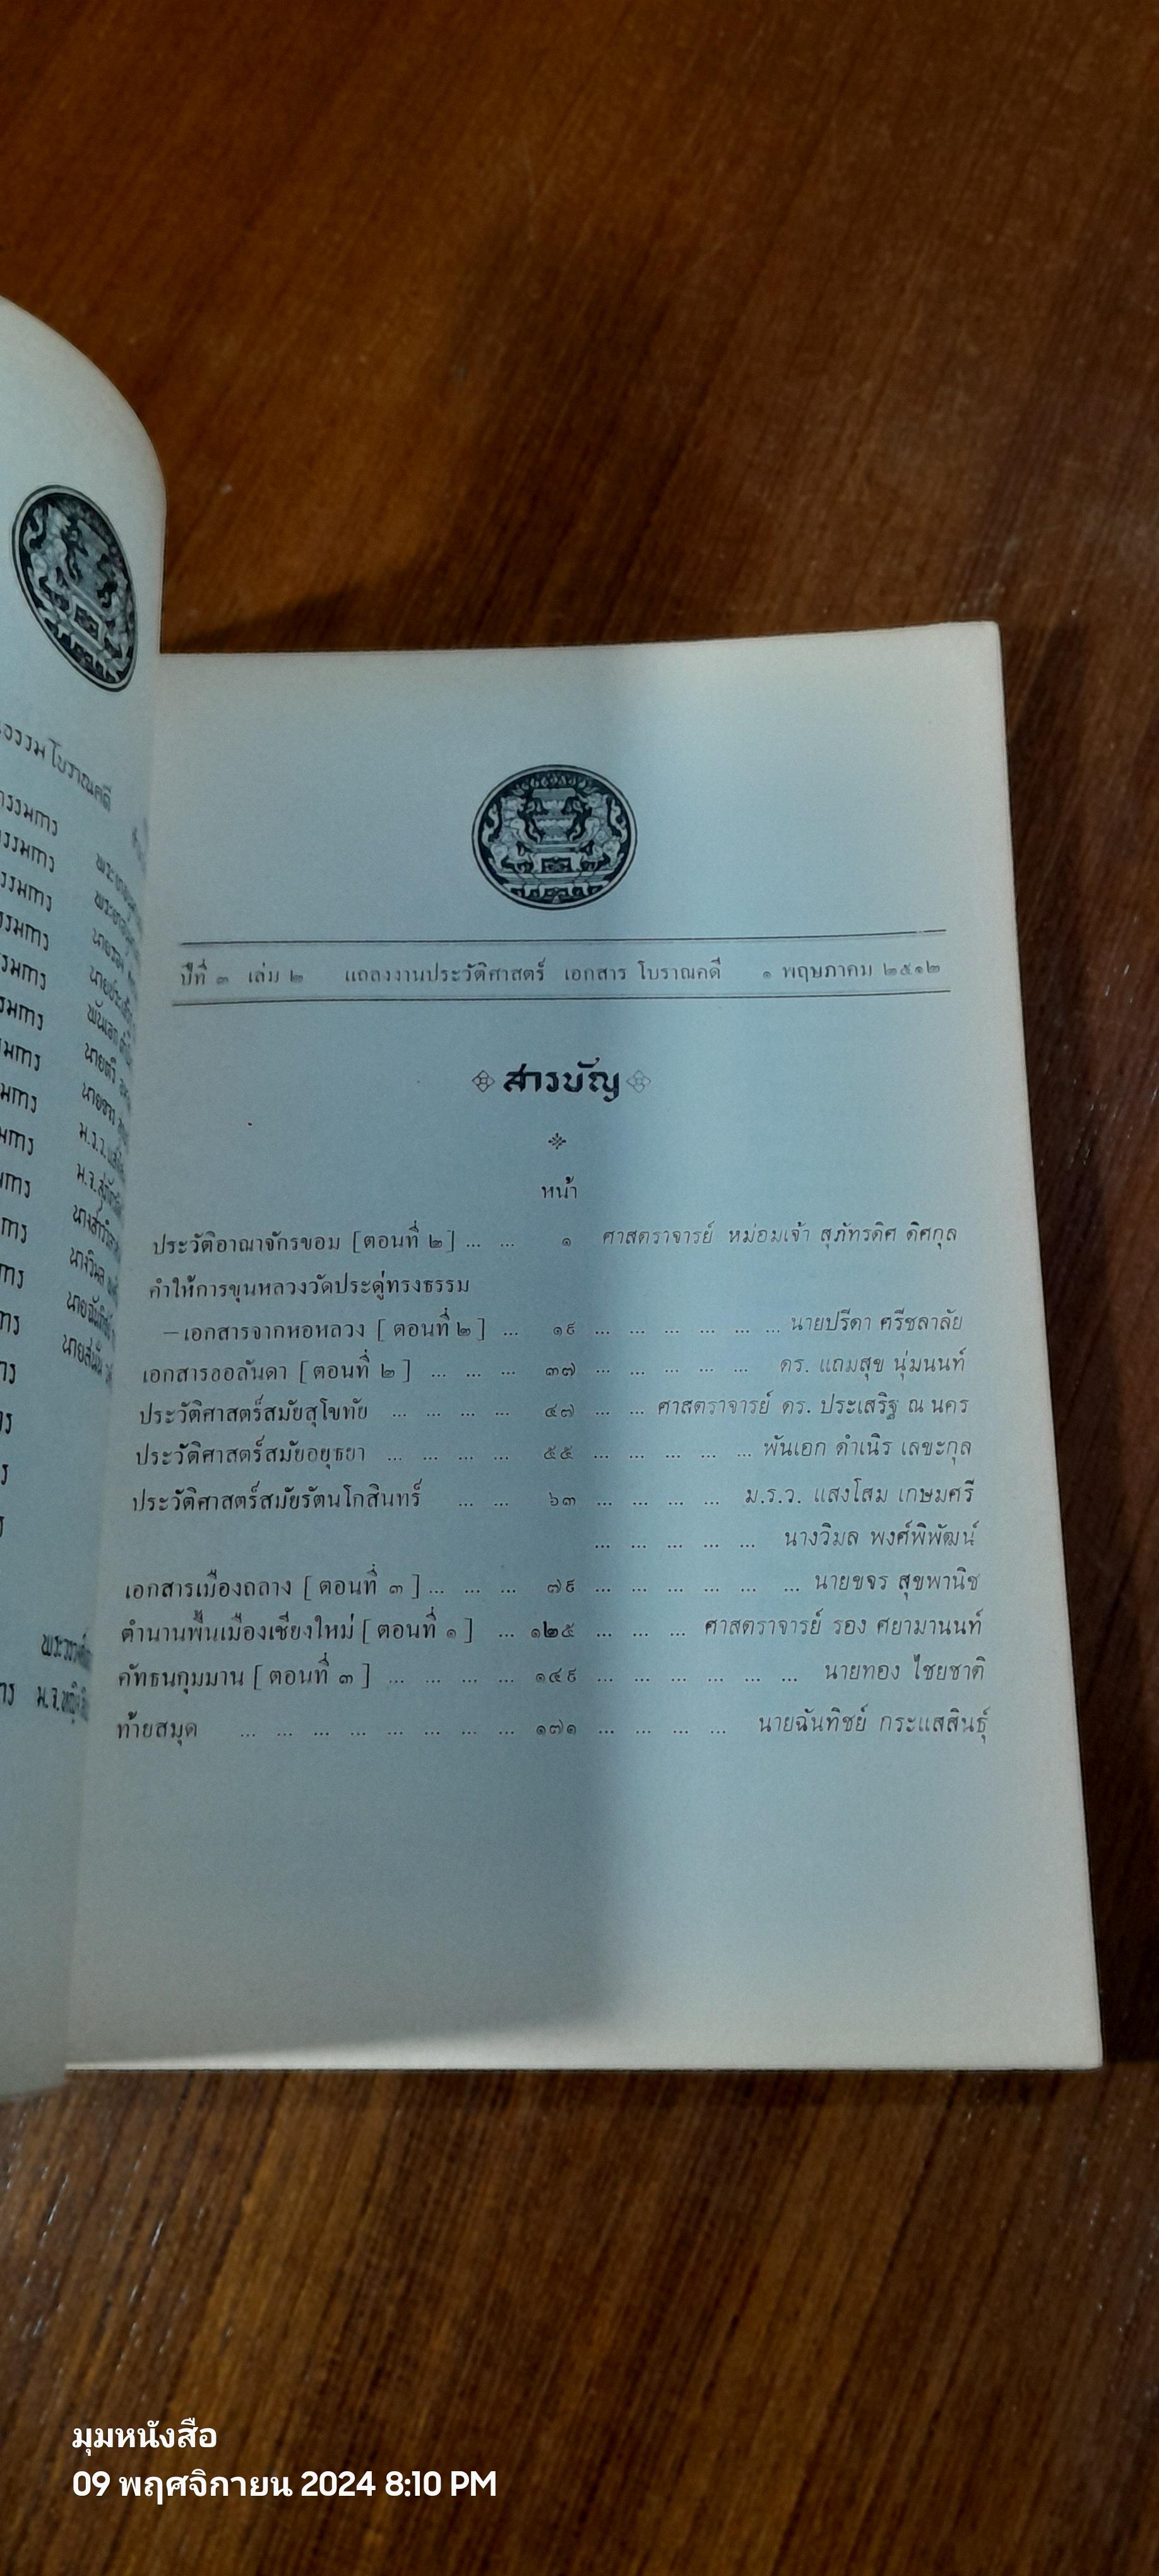 ธรรม โบราณคดี
ปีที่ ๓ เล่ม ๒ แถลงงานประวัติศาสตร์ เอกสาร โบราณคดี ๑ พฤษภาคม ๒๕๑๒
สารบัญ
หน้า
ประวัติอาณาจักรขอม [ตอนที่ ๒] ... ... ๑ ศาสตราจารย์ หม่อมเจ้า สุภัทรดิศ ดิศกุล
คำให้การขุนหลวงวัดประดู่ทรงธรรม
—เอกสารจากหอหลวง [ ตอนที่ ๒ ] ... ๑๙ ... ... ... ... ... ... นายปรีดา ศรีชลาลัย
เอกสารฮอลันดา [ ตอนที่ ๒ ] ... ... ... ๓๗ ... ... ... ... ... ดร. แถมสุข นุ่มนนท์
ประวัติศาสตร์สมัยสุโขทัย ... ... ... ... ๔๗ ... ... ศาสตราจารย์ ดร. ประเสริฐ ณ นคร
ประวัติศาสตร์สมัยอยุธยา ... ... ... ... ๕๕ ... ... ... ... ... พันเอก ดำเนิร เลขะกุล
ประวัติศาสตร์สมัยรัตนโกสินทร์ ... ... ๖๓ ... ... ... ... ม.ร.ว. แสงโสม เกษมศรี
... ... ... ... ... นางวิมล พงศ์พิพัฒน์
เอกสารเมืองถลาง [ ตอนที่ ๓ ] ... ... ... ๗๙ ... ... ... ... ... ... นายขจร สุขพานิช
ตำนานพื้นเมืองเชียงใหม่ [ ตอนที่ ๑ ] ... ๑๒๕ ... ... ... ศาสตราจารย์ รอง ศยามานนท์
คัทธนกุมมาน [ ตอนที่ ๓ ] ... ... ... ... ๑๔๙ ... ... ... ... ... ... นายทอง ไชยชาติ
ท้ายสมุด ... ... ... ... ... ... ... ... ๑๗๑ ... ... ... ... นายฉันทิชย์ กระแสสินธุ์
มุมหนังสือ
09 พฤศจิกายน 2024 8:10 PM